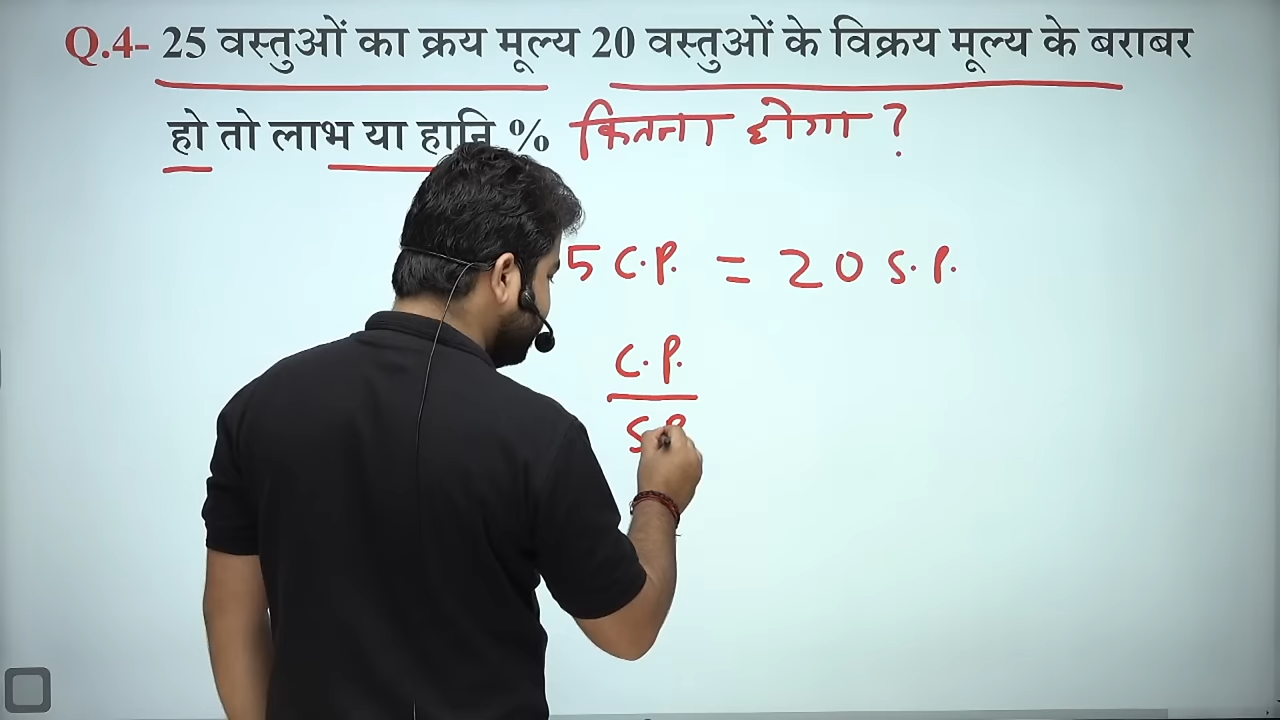 Q.4- 25 वस्तुओं का क्रय मूल्य 20 वस्तुओं के विक्रय मूल्य के बराबर
हो तो लाभ या हानि % कितना होगा ?
5 C.P. = 20 S.P.
C.P.
S.P.